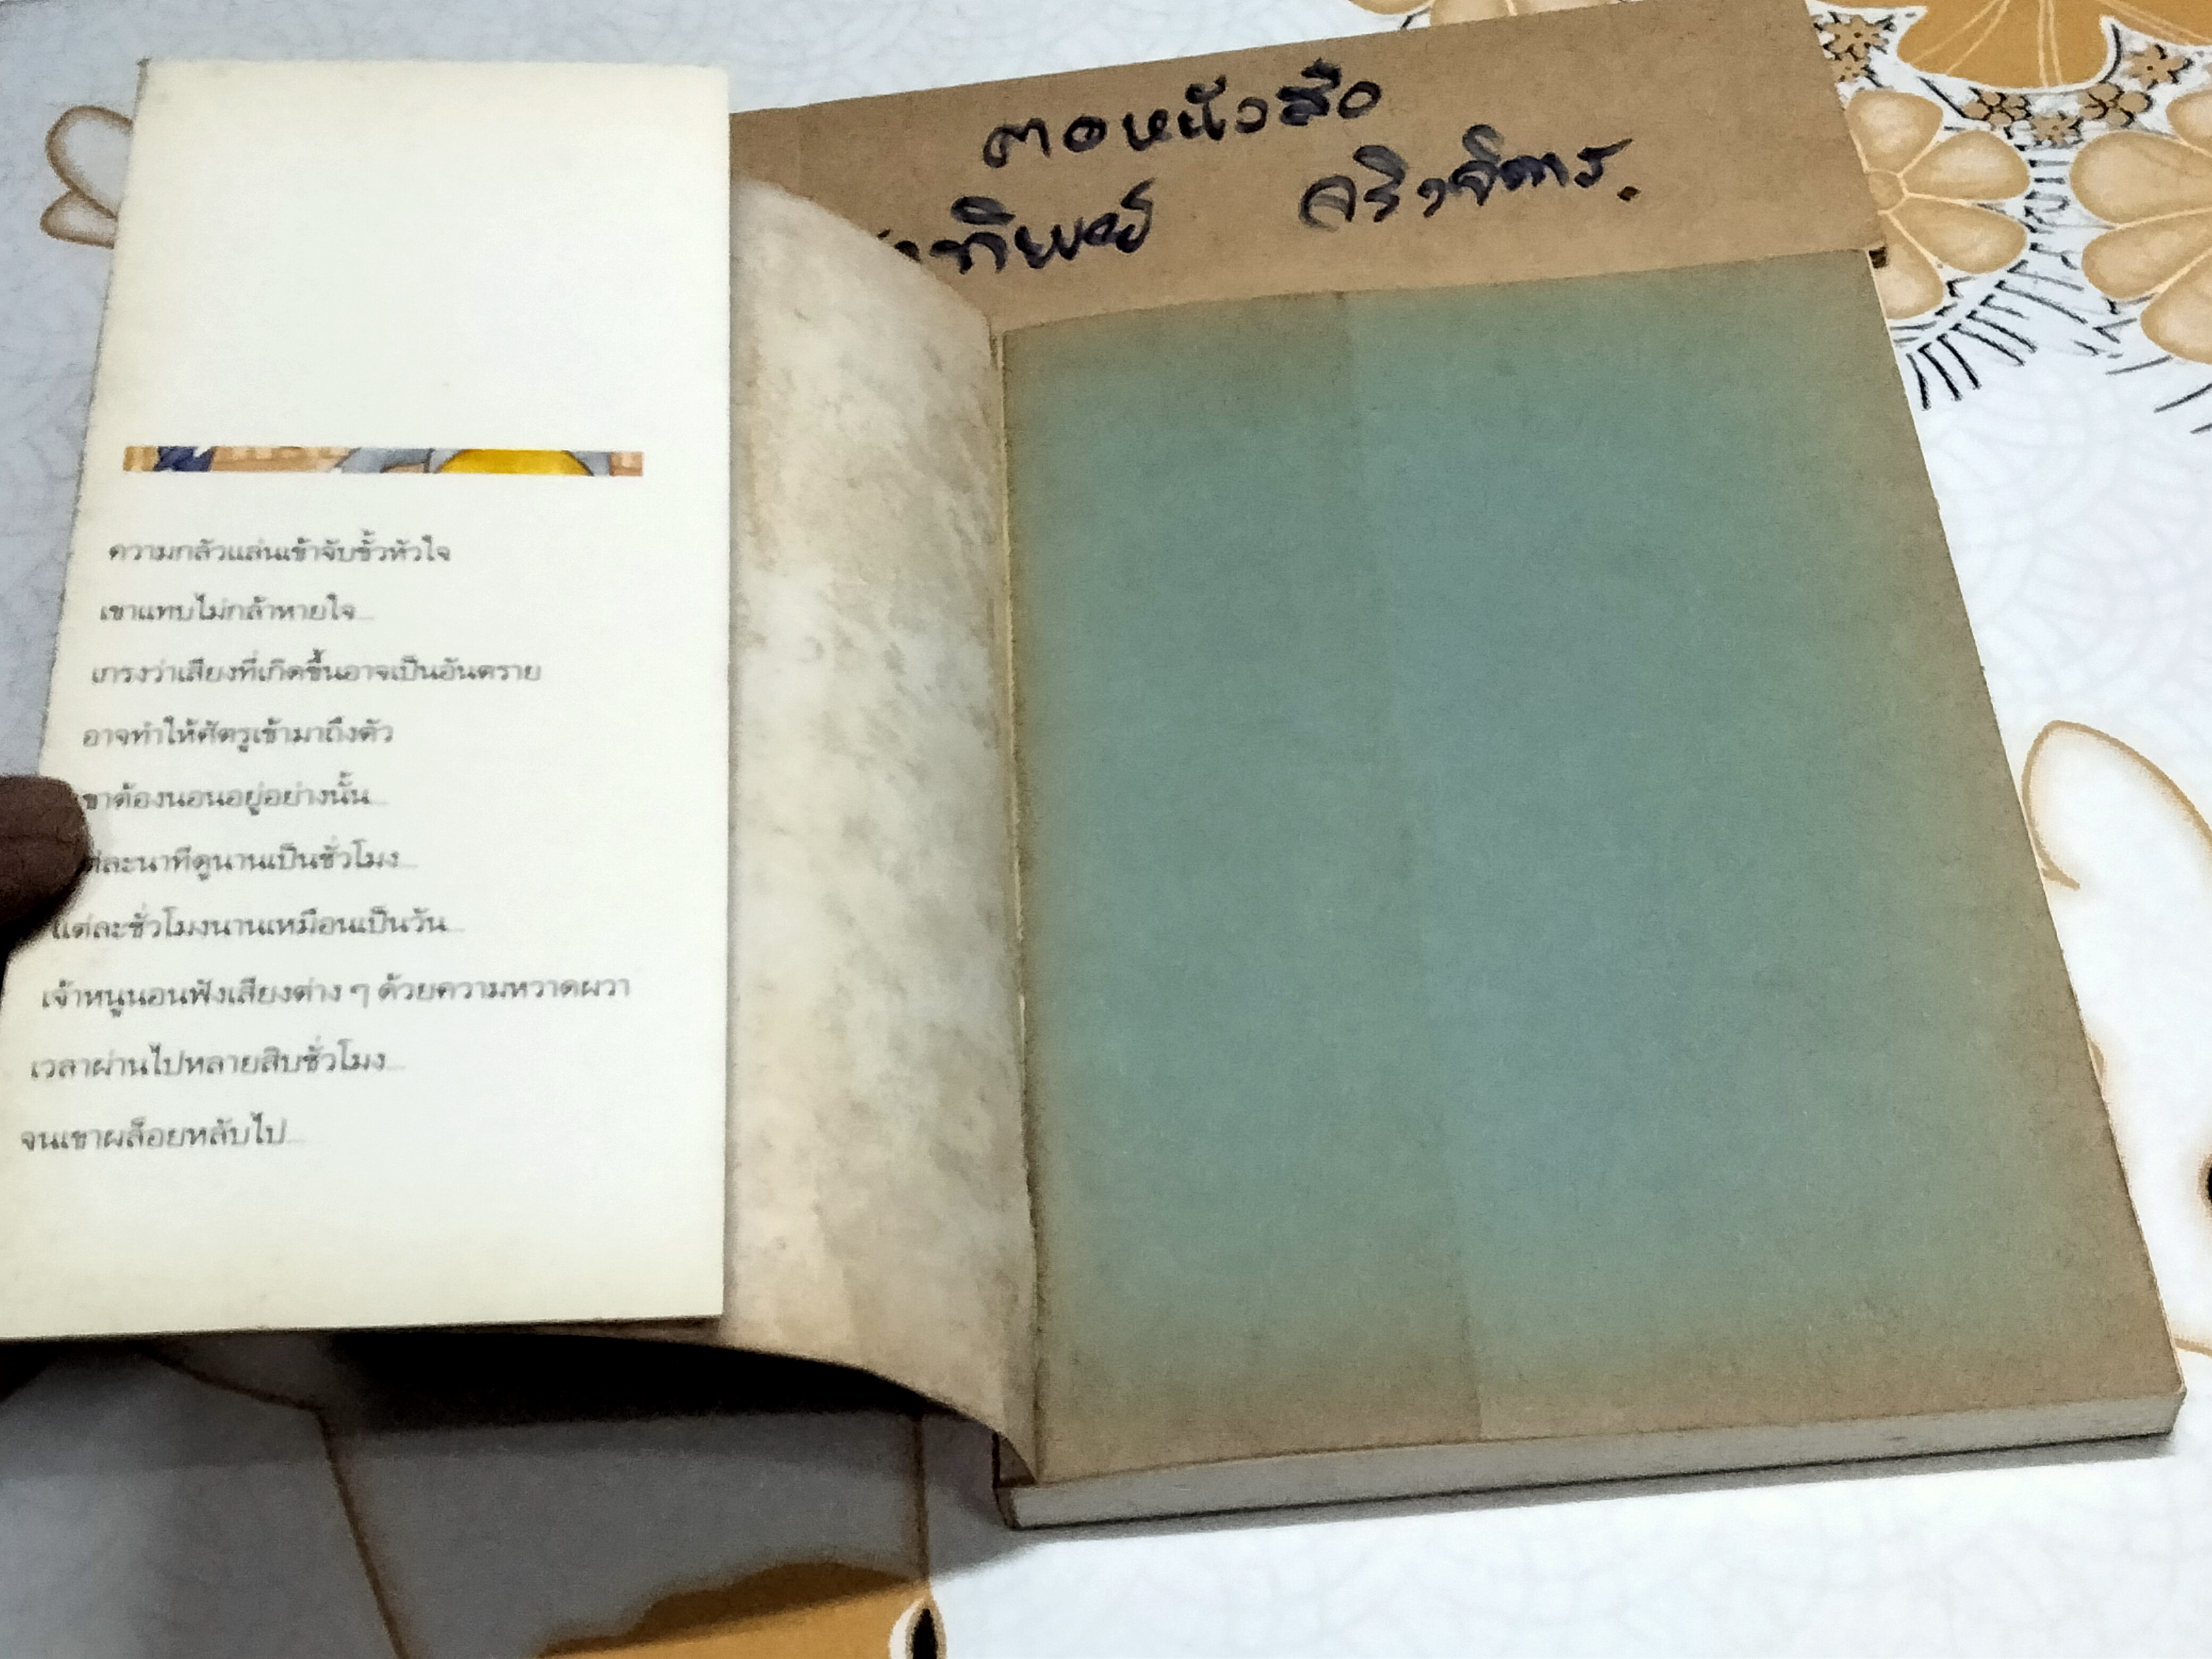 ตอหนังสือ
ทิพย์ จริงจิตร.
ความกลัวแล่นเข้าจับขั้วหัวใจ
เขาแทบไม่กล้าหายใจ...
เกรงว่าเสียงที่เกิดขึ้นอาจเป็นอันตราย
อาจทำให้ศัตรูเข้ามาถึงตัว
ขาต้องนอนอยู่อย่างนั้น...
ต่ละนาทีดูนานเป็นชั่วโมง...
แต่ละชั่วโมงนานเหมือนเป็นวัน...
เจ้าหนูนอนฟังเสียงต่าง ๆ ด้วยความหวาดผวา
เวลาผ่านไปหลายสิบชั่วโมง...
จนเขาผล็อยหลับไป...